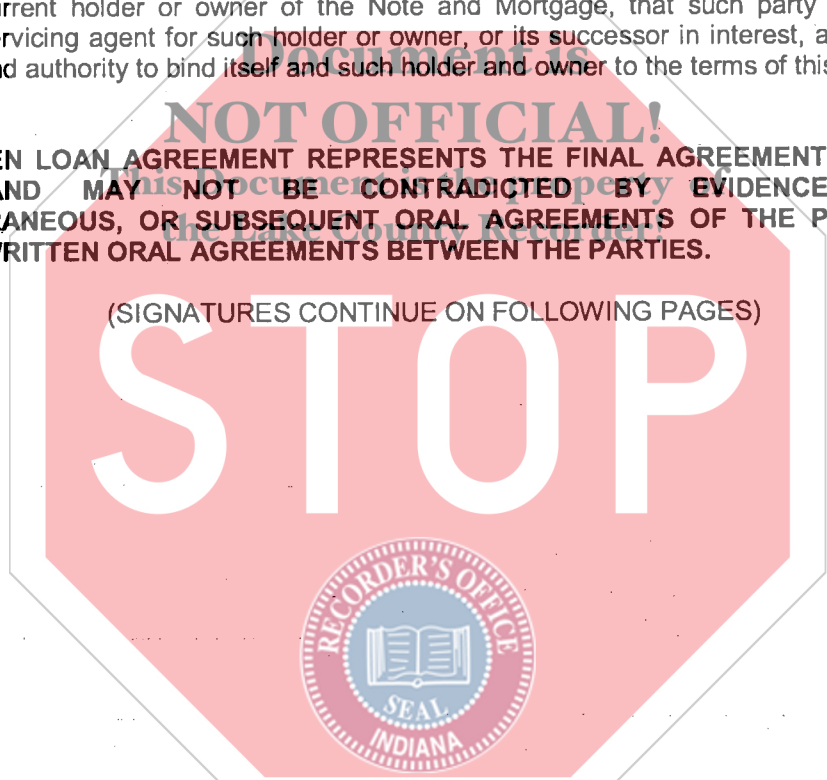 rrent holder or owner of the Note and Mortgage, that such party
rvicing agent for such holder or owner, or its successor in interest, a
nd authority to bind itself and such holder and owner to the terms of this
Document is
NOT OFFICIAL!
This Document is the property of
the Lake County Recorder!
EN LOAN AGREEMENT REPRESENTS THE FINAL AGREEMENT
AND MAY NOT BE CONTRADICTED BY EVIDENCE
RANEOUS, OR SUBSEQUENT ORAL AGREEMENTS OF THE P
WRITTEN ORAL AGREEMENTS BETWEEN THE PARTIES.
(SIGNATURES CONTINUE ON FOLLOWING PAGES)
STOP
RECORDER'S OFFICE
SEAL
INDIANA